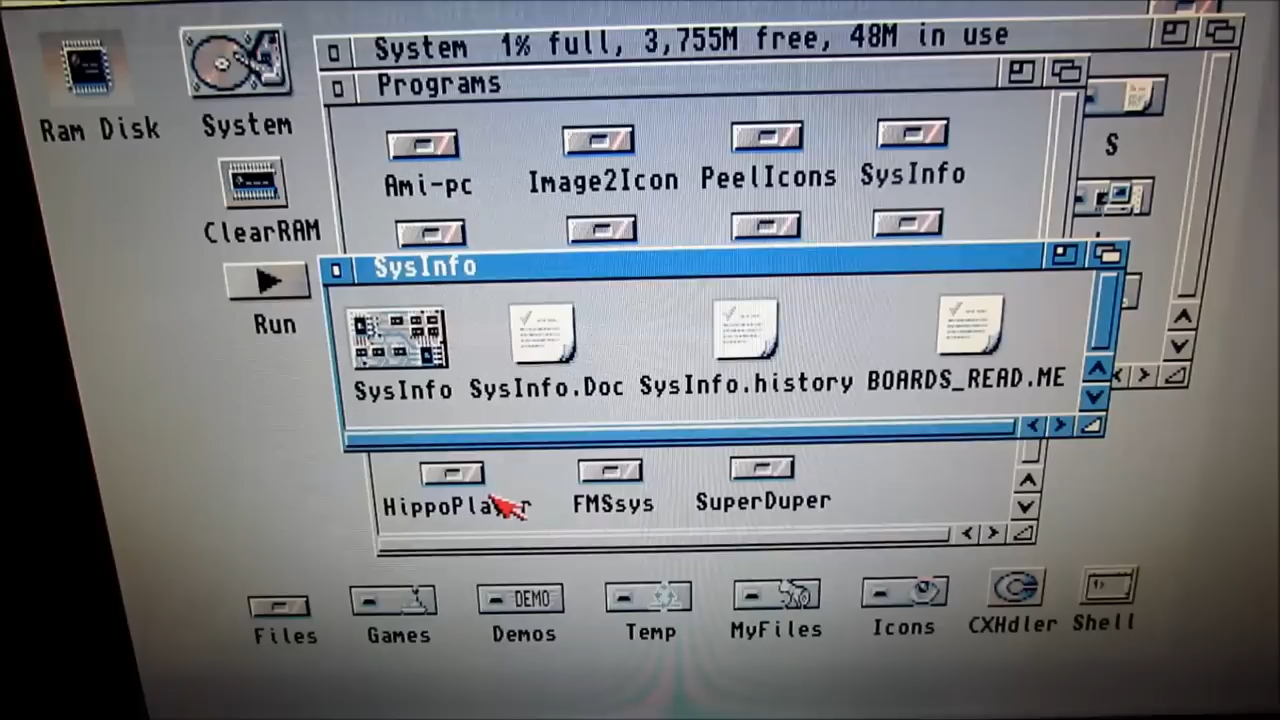 System 1% full, 3,755M free, 48M in use
Programs
Ram Disk
System
ClearRAM
Run
Ami-pc Image2Icon PeelIcons SysInfo
S
SysInfo
SysInfo SysInfo.Doc SysInfo.history BOARDS_READ.ME
HippoPla r FMSsys SuperDuper
DEMO
Files Games Demos Temp MyFiles Icons CXHdler Shell